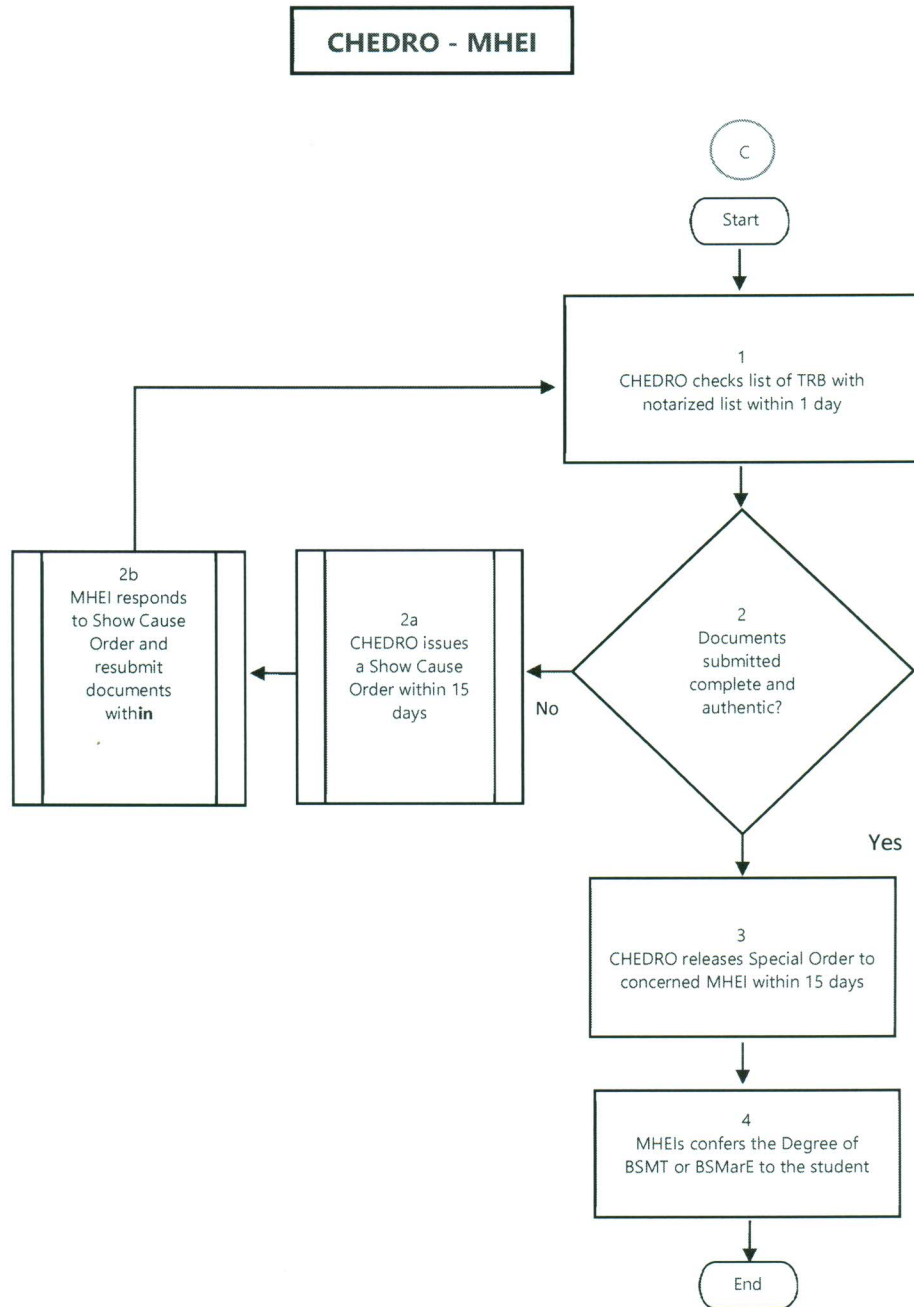 CHEDRO - MHEI
C
Start
1
CHEDRO checks list of TRB with
notarized list within 1 day
2
Documents
submitted
complete and
authentic?
No
2a
CHEDRO issues
a Show Cause
Order within 15
days
2b
MHEI responds
to Show Cause
Order and
resubmit
documents
within
Yes
3
CHEDRO releases Special Order to
concerned MHEI within 15 days
4
MHEIs confers the Degree of
BSMT or BSMarE to the student
End